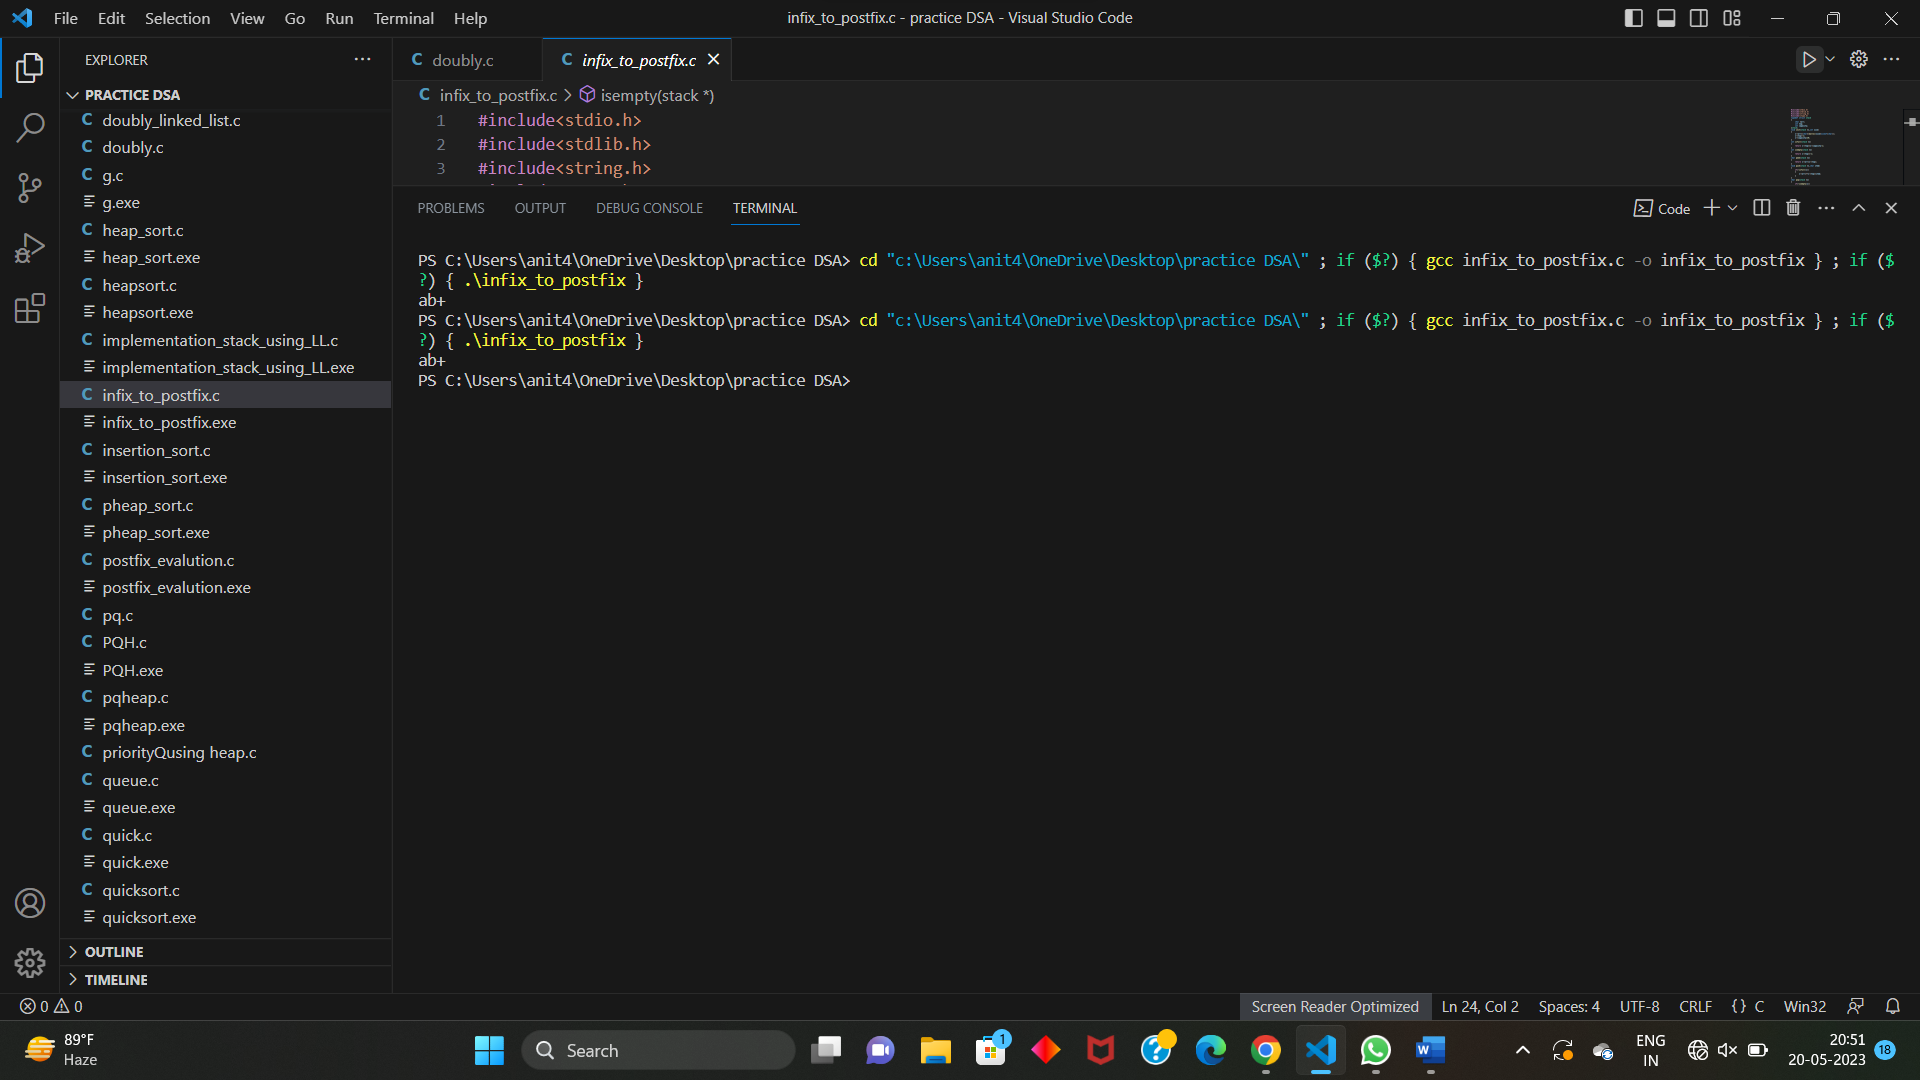 File Edit Selection View Go Run Terminal Help
infix_to_postfix.c - practice DSA - Visual Studio Code
EXPLORER
PRACTICE DSA
C doubly_linked_list.c
C doubly.c
C g.c
g.exe
C heap_sort.c
heap_sort.exe
C heapsort.c
heapsort.exe
C implementation_stack_using_LL.c
implementation_stack_using_LL.exe
C infix_to_postfix.c
infix_to_postfix.exe
C insertion_sort.c
insertion_sort.exe
C pheap_sort.c
pheap_sort.exe
C postfix_evalution.c
postfix_evalution.exe
C pq.c
C PQH.c
PQH.exe
C pqheap.c
pqheap.exe
C priorityQusing heap.c
C queue.c
queue.exe
C quick.c
quick.exe
C quicksort.c
quicksort.exe
OUTLINE
TIMELINE
C doubly.c
C infix_to_postfix.c
C infix_to_postfix.c > isempty(stack *)
1 #include<stdio.h>
2 #include<stdlib.h>
3 #include<string.h>
PROBLEMS OUTPUT DEBUG CONSOLE TERMINAL
Code
PS C:\Users\anit4\OneDrive\Desktop\practice DSA> cd "c:\Users\anit4\OneDrive\Desktop\practice DSA\" ; if ($?) { gcc infix_to_postfix.c -o infix_to_postfix } ; if ($
?) { .\infix_to_postfix }
ab+
PS C:\Users\anit4\OneDrive\Desktop\practice DSA> cd "c:\Users\anit4\OneDrive\Desktop\practice DSA\" ; if ($?) { gcc infix_to_postfix.c -o infix_to_postfix } ; if ($
?) { .\infix_to_postfix }
ab+
PS C:\Users\anit4\OneDrive\Desktop\practice DSA>
0 0
Screen Reader Optimized Ln 24, Col 2 Spaces: 4 UTF-8 CRLF {} C Win32
89°F
Haze
Search
1
ENG
IN
20:51
20-05-2023
18